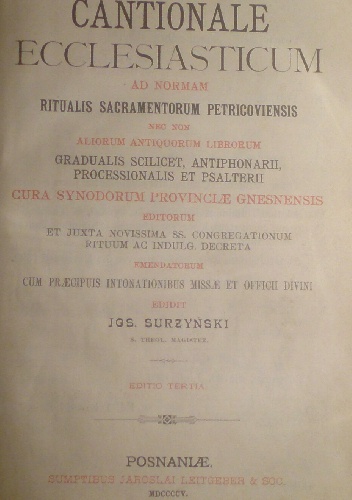 CANTIONALE
ECCLESIASTICUM
AD NORMAM
RITUALIS SACRAMENTORUM PETRICOVIENSIS
NEC NON
ALIORUM ANTIQUORUM LIBRORUM
GRADUALIS SCILICET, ANTIPHONARII,
PROCESSIONALIS ET PSALTERII
CURA SYNODORUM PROVINCIÆ GNESNENSIS
EDITORUM
ET JUXTA NOVISSIMA SS. CONGREGATIONUM
RITUUM AC INDULG. DECRETA
EMENDATORUM
CUM PRÆCIPUIS INTONATIONIBUS MISSÆ ET OFFICII DIVINI
EDIDIT
JOS. SURZYŃSKI
S. THEOL.
EDITIO TERTIA.
POSNANIÆ.
SUMPTIBUS JAROSLAI LEITGEBER & SOC.
MDCCCCV.